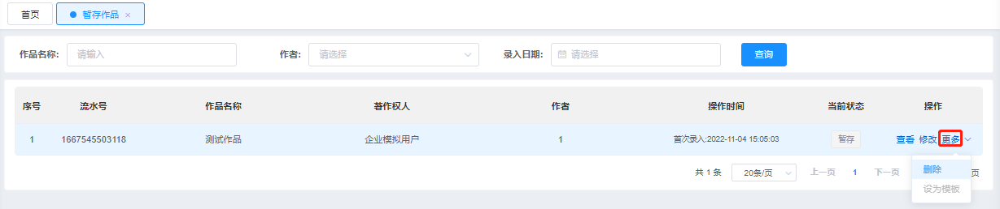 首页 暂存作品 ×
作品名称: 请输入 作者: 请选择 录入日期: 请选择 查询
序号 流水号 作品名称 著作权人 作者 操作时间 当前状态 操作
1 1667545503118 测试作品 企业模拟用户 1 首次录入:2022-11-04 15:05:03 暂存 查看 修改 更多
共 1 条 20条/页 上一页 1 下一页 页
删除
设为模板